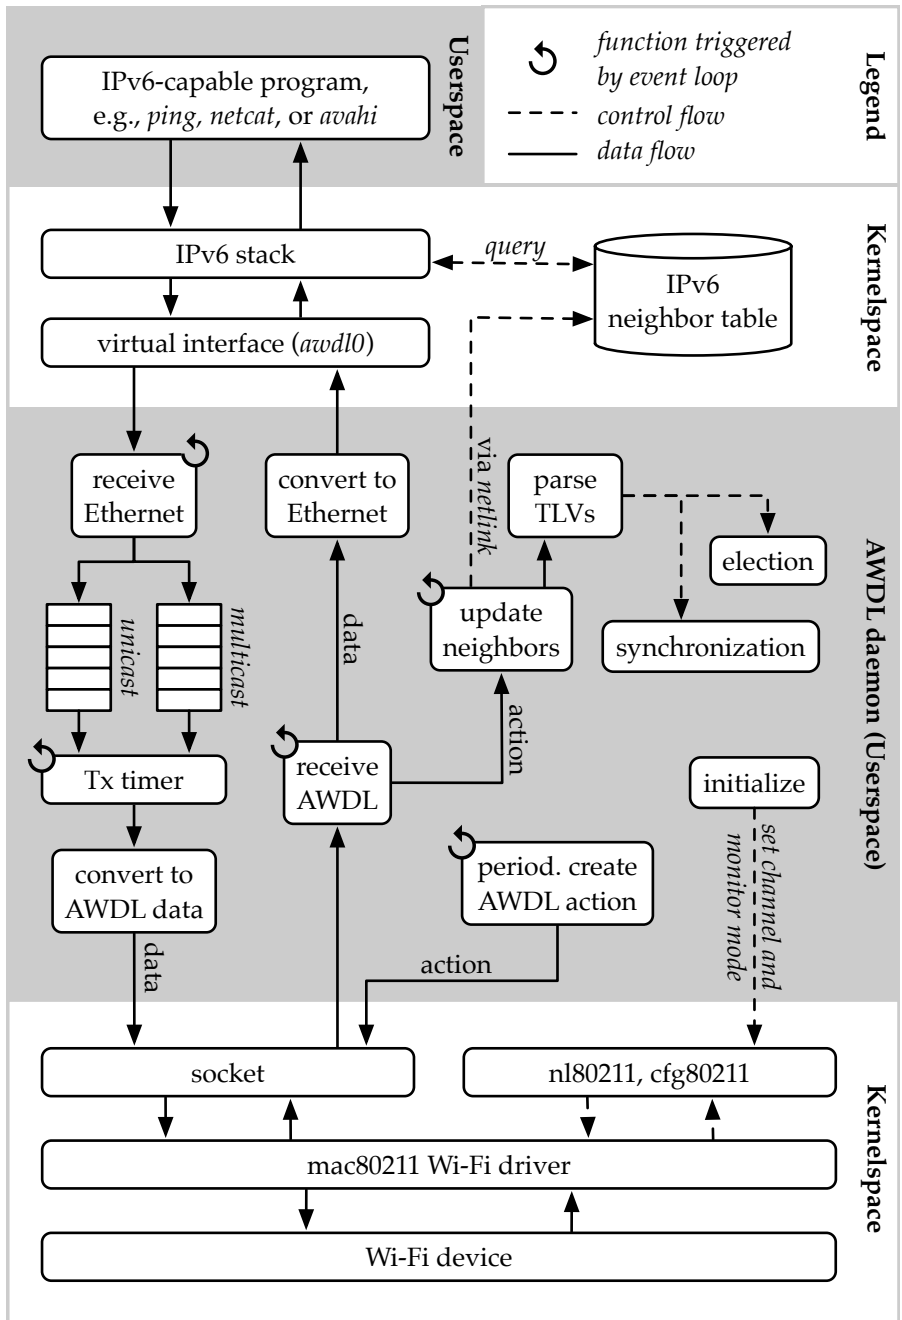 IPv6-capable program,
e.g., ping, netcat, or avahi
Userspace
function triggered
by event loop
control flow
data flow
Legend
IPv6 stack
query
IPv6
neighbor table
virtual interface (awdl0)
Kernelspace
receive
Ethernet
convert to
Ethernet
via netlink
parse
TLVs
election
update
neighbors
synchronization
unicast
multicast
data
action
Tx timer
receive
AWDL
initialize
convert to
AWDL data
period. create
AWDL action
set channel and
monitor mode
data
action
AWDL daemon (Userspace)
socket
nl80211, cfg80211
mac80211 Wi-Fi driver
Wi-Fi device
Kernelspace